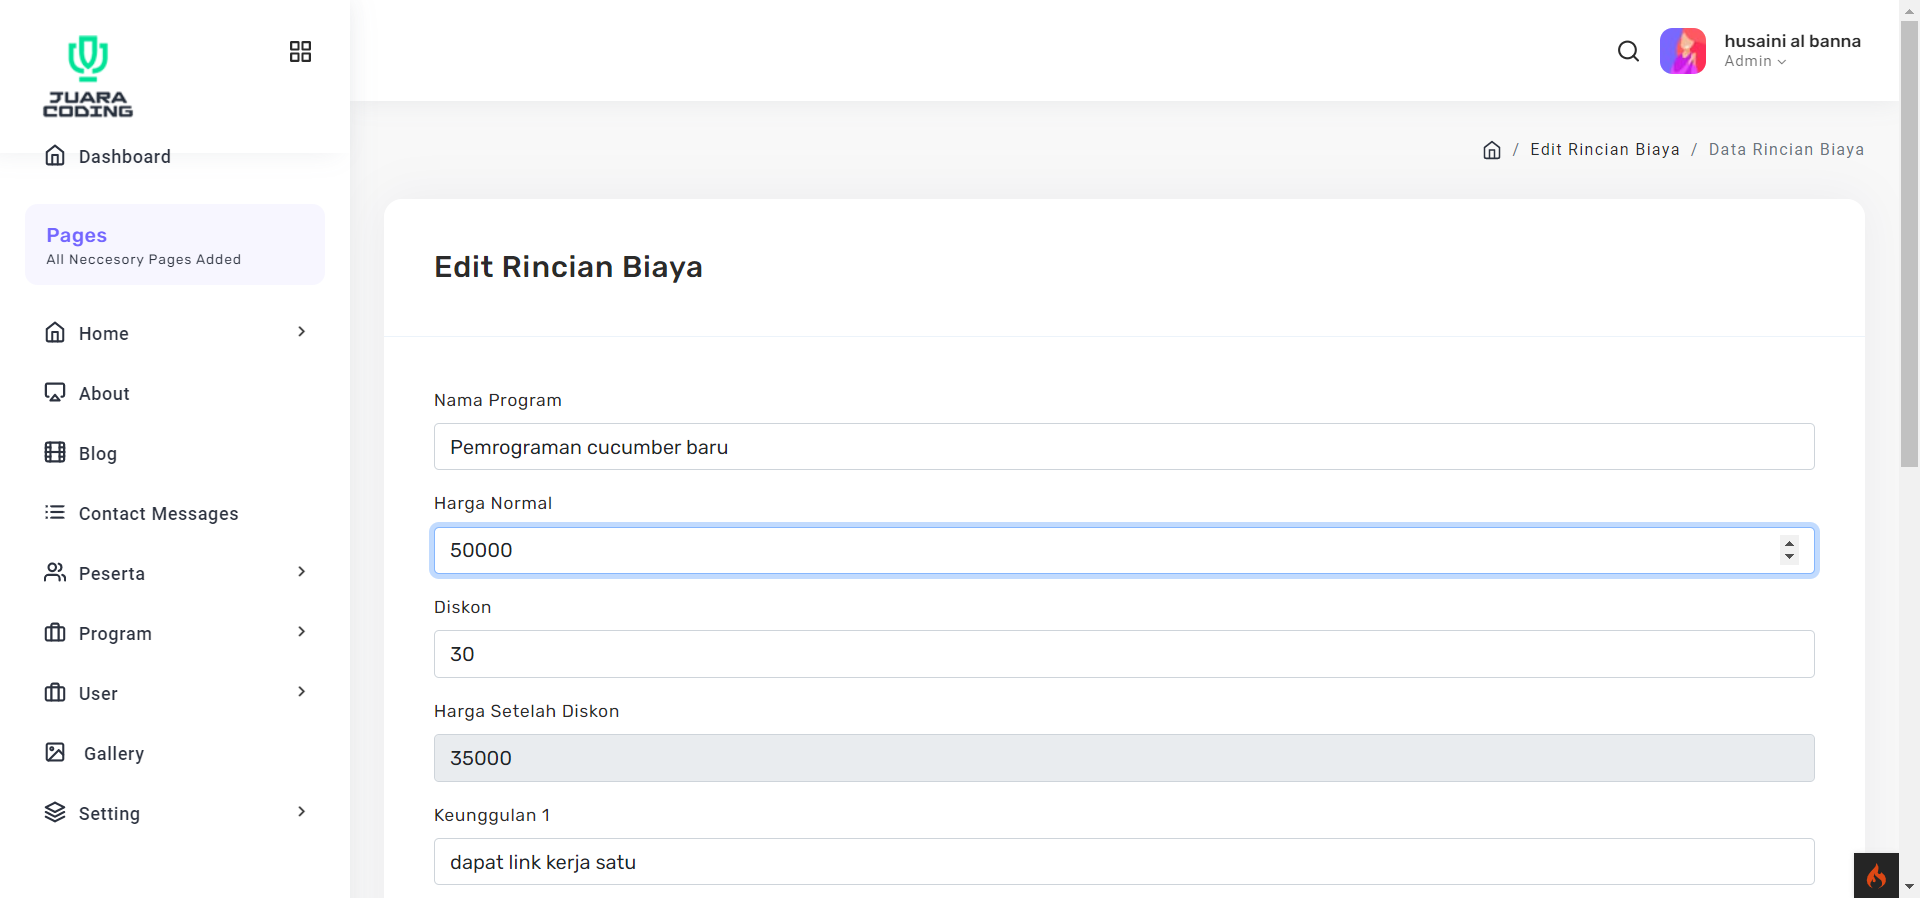 JUARA
CODING
Dashboard
Pages
All Neccesory Pages Added
Home
About
Blog
Contact Messages
Peserta
Program
User
Gallery
Setting
husaini al banna
Admin
/ Edit Rincian Biaya / Data Rincian Biaya
Edit Rincian Biaya
Nama Program
Pemrograman cucumber baru
Harga Normal
50000
Diskon
30
Harga Setelah Diskon
35000
Keunggulan 1
dapat link kerja satu